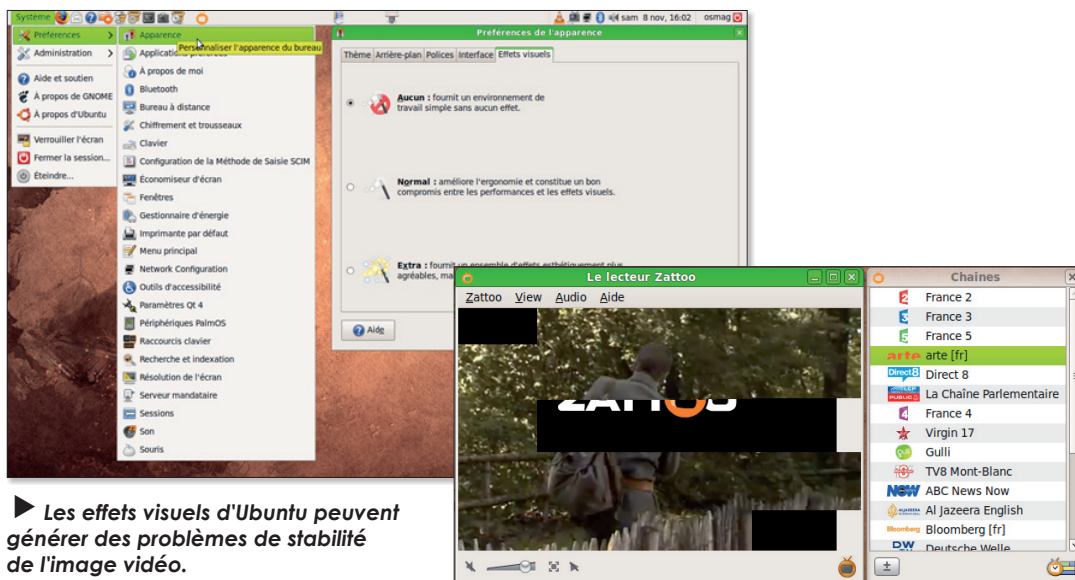 Système
sam 8 nov, 16:02 osmag
Préférences
Administration
Aide et soutien
À propos de GNOME
À propos d'Ubuntu
Verrouiller l'écran
Fermer la session...
Éteindre...
Apparence
Personnaliser l'apparence du bureau
Applications
À propos de moi
Bluetooth
Bureau à distance
Chiffrement et trousseaux
Clavier
Configuration de la Méthode de Saisie SCIM
Économiseur d'écran
Fenêtres
Gestionnaire d'énergie
Imprimante par défaut
Menu principal
Network Configuration
Outils d'accessibilité
Paramètres Qt 4
Périphériques PalmOS
Raccourcis clavier
Recherche et indexation
Résolution de l'écran
Serveur mandataire
Sessions
Son
Souris
Préférences de l'apparence
Thème Arrière-plan Polices Interface Effets visuels
Aucun : fournit un environnement de
travail simple sans aucun effet.
Normal : améliore l'ergonomie et constitue un bon
compromis entre les performances et les effets visuels.
Extra : fournit un ensemble d'effets esthétiquement plus
agréables,
Aide
Le lecteur Zattoo
Zattoo View Audio Aide
Chaines
France 2
France 3
France 5
arte arte [fr]
Direct8 Direct 8
La Chaîne Parlementaire
France 4
Virgin 17
gulli Gulli
TV8 Mont-Blanc
NOW ABC News Now
Al Jazeera English
Bloomberg Bloomberg [fr]
DW Deutsche Welle
Les effets visuels d'Ubuntu peuvent
générer des problèmes de stabilité
de l'image vidéo.